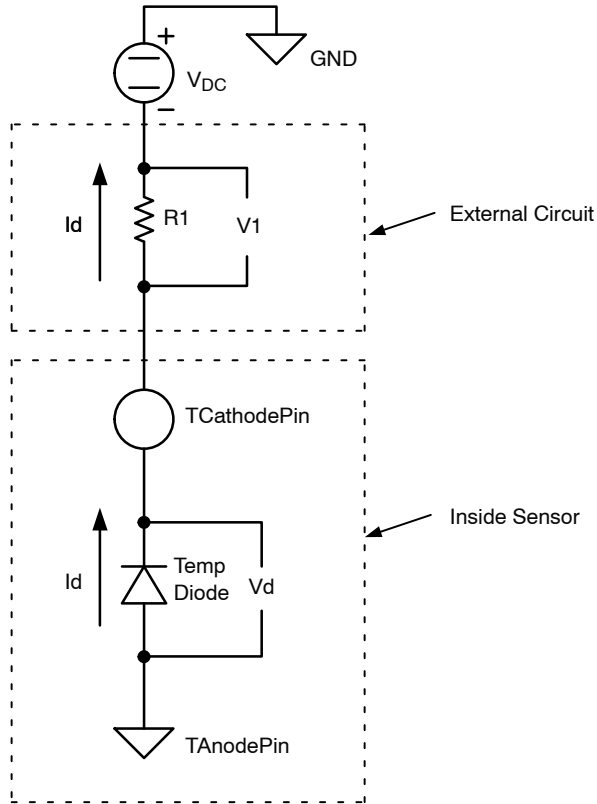 +
GND
VDC
–
Id
R1
V1
External Circuit
TCathodePin
Inside Sensor
Id
Temp
Diode
Vd
TAnodePin